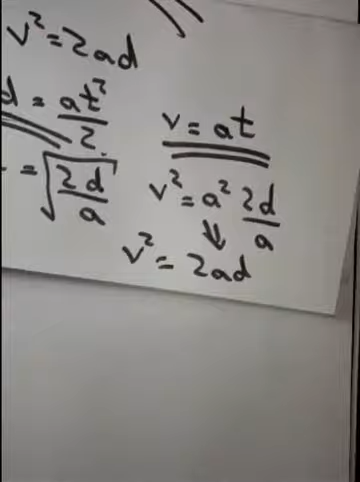 v² = 2ad
d = at²/2
= √(2d/a)
v = at
v² = a² 2d/a
⇓
v² = 2ad